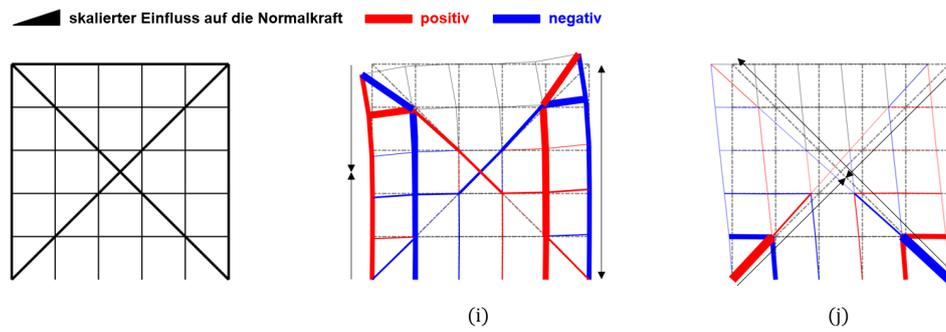 skalierter Einfluss auf die Normalkraft positiv negativ
(i) (j)